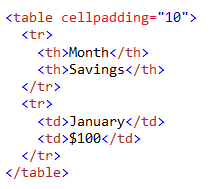 <table cellpadding="10">
  <tr>
    <th>Month</th>
    <th>Savings</th>
  </tr>
  <tr>
    <td>January</td>
    <td>$100</td>
  </tr>
</table>